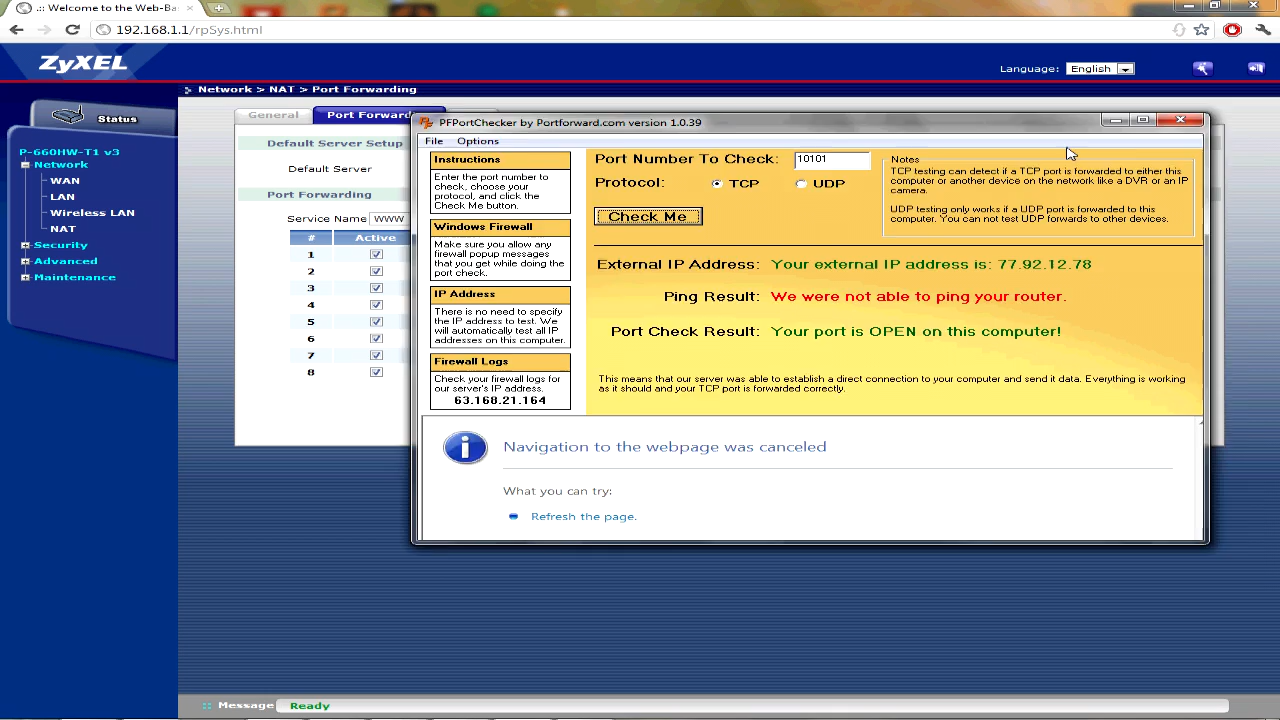 .:: Welcome to the Web-Ba
192.168.1.1/rpSys.html
ZyXEL
Language: English
Network > NAT > Port Forwarding
Status
General
Port Forward
P-660HW-T1 v3
Network
WAN
LAN
Wireless LAN
NAT
Security
Advanced
Maintenance
Default Server Setup
Default Server
Port Forwarding
Service Name WWW
# Active
1
2
3
4
5
6
7
8
PFPortChecker by Portforward.com version 1.0.39
File Options
Instructions
Enter the port number to
check, choose your
protocol, and click the
Check Me button.
Windows Firewall
Make sure you allow any
firewall popup messages
that you get while doing the
port check.
IP Address
There is no need to specify
the IP address to test. We
will automatically test all IP
addresses on this computer.
Firewall Logs
Check your firewall logs for
our server's IP address.
63.168.21.164
Port Number To Check: 10101
Protocol: TCP UDP
Check Me
Notes
TCP testing can detect if a TCP port is forwarded to either this
computer or another device on the network like a DVR or an IP
camera.
UDP testing only works if a UDP port is forwarded to this
computer. You can not test UDP forwards to other devices.
External IP Address: Your external IP address is: 77.92.12.78
Ping Result: We were not able to ping your router.
Port Check Result: Your port is OPEN on this computer!
This means that our server was able to establish a direct connection to your computer and send it data. Everything is working
as it should and your TCP port is forwarded correctly.
Navigation to the webpage was canceled
What you can try:
Refresh the page.
Message Ready